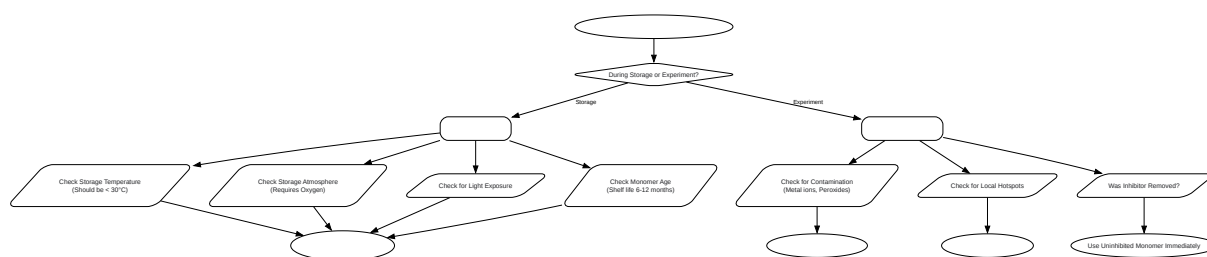 During Storage or Experiment?
Storage
Experiment
Check Storage Temperature
(Should be < 30°C)
Check Storage Atmosphere
(Requires Oxygen)
Check for Light Exposure
Check Monomer Age
(Shelf life 6-12 months)
Check for Contamination
(Metal ions, Peroxides)
Check for Local Hotspots
Was Inhibitor Removed?
Use Uninhibited Monomer Immediately